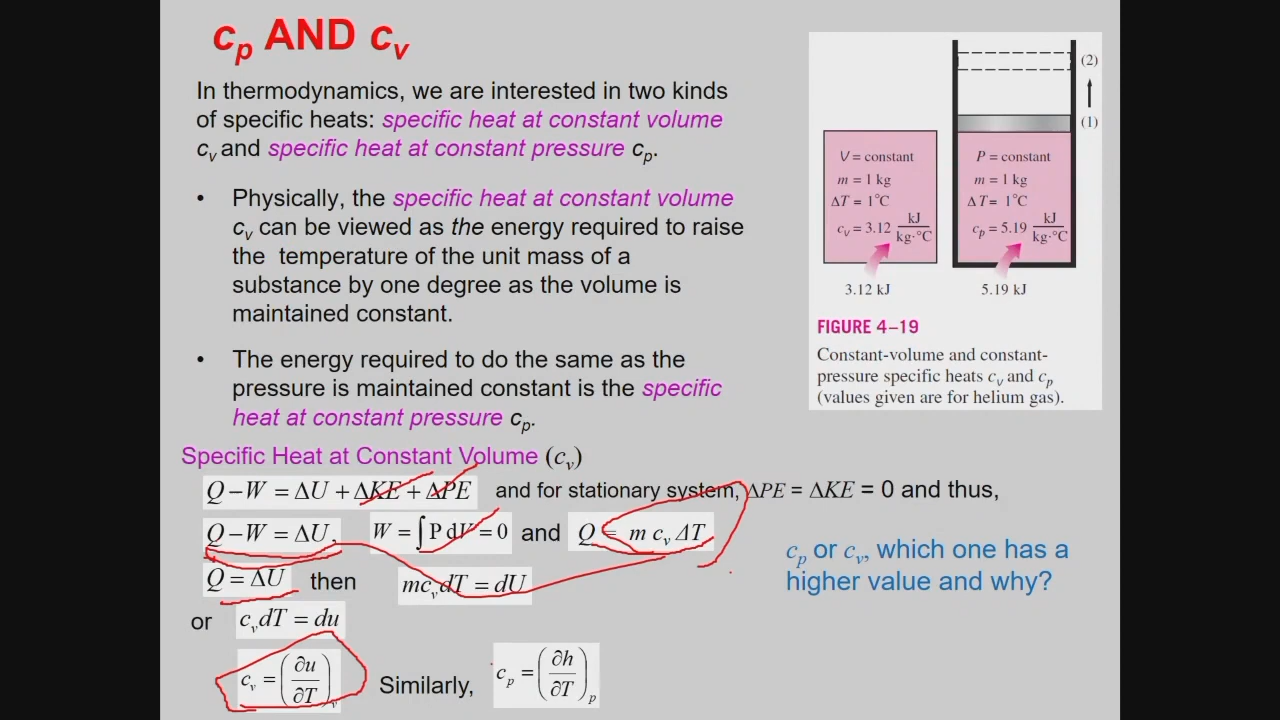 cp AND cv
In thermodynamics, we are interested in two kinds
of specific heats: specific heat at constant volume
cv and specific heat at constant pressure cp.
• Physically, the specific heat at constant volume
cv can be viewed as the energy required to raise
the temperature of the unit mass of a
substance by one degree as the volume is
maintained constant.
• The energy required to do the same as the
pressure is maintained constant is the specific
heat at constant pressure cp.
Specific Heat at Constant Volume (cv)
Q − W = ΔU + ΔKE + ΔPE and for stationary system, ΔPE = ΔKE = 0 and thus,
Q − W = ΔU, W = ∫ P dV = 0 and Q = m cv ΔT
Q = ΔU then mcv dT = dU
or cv dT = du
cv = (∂u/∂T)v Similarly, cp = (∂h/∂T)p
cp or cv, which one has a
higher value and why?
(2)
(1)
V = constant
m = 1 kg
ΔT = 1°C
cv = 3.12 kJ/kg·°C
3.12 kJ
P = constant
m = 1 kg
ΔT = 1°C
cp = 5.19 kJ/kg·°C
5.19 kJ
FIGURE 4–19
Constant-volume and constant-
pressure specific heats cv and cp
(values given are for helium gas).